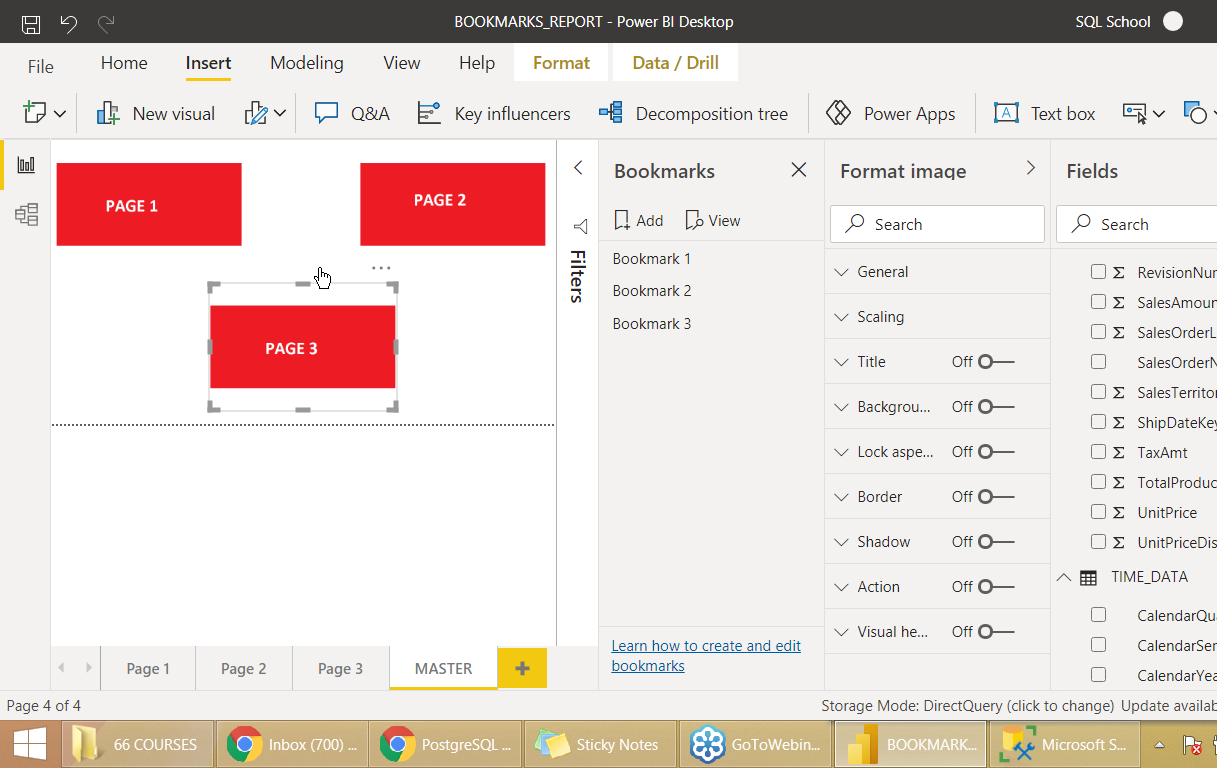 BOOKMARKS_REPORT - Power BI Desktop
SQL School
File Home Insert Modeling View Help Format Data / Drill
New visual Q&A Key influencers Decomposition tree Power Apps Text box
PAGE 1
PAGE 2
PAGE 3
Filters
Bookmarks
Add View
Bookmark 1
Bookmark 2
Bookmark 3
Learn how to create and edit
bookmarks
Format image
Search
General
Scaling
Title Off
Backgrou... Off
Lock aspe... Off
Border Off
Shadow Off
Action Off
Visual he... Off
Fields
Search
Σ RevisionNur
Σ SalesAmoun
Σ SalesOrderL
SalesOrderN
Σ SalesTerritor
Σ ShipDateKey
Σ TaxAmt
Σ TotalProduc
Σ UnitPrice
Σ UnitPriceDis
TIME_DATA
CalendarQua
CalendarSer
CalendarYea
Page 1 Page 2 Page 3 MASTER
Page 4 of 4
Storage Mode: DirectQuery (click to change) Update availab
66 COURSES Inbox (700) ... PostgreSQL ... Sticky Notes GoToWebin... BOOKMARK... Microsoft S...